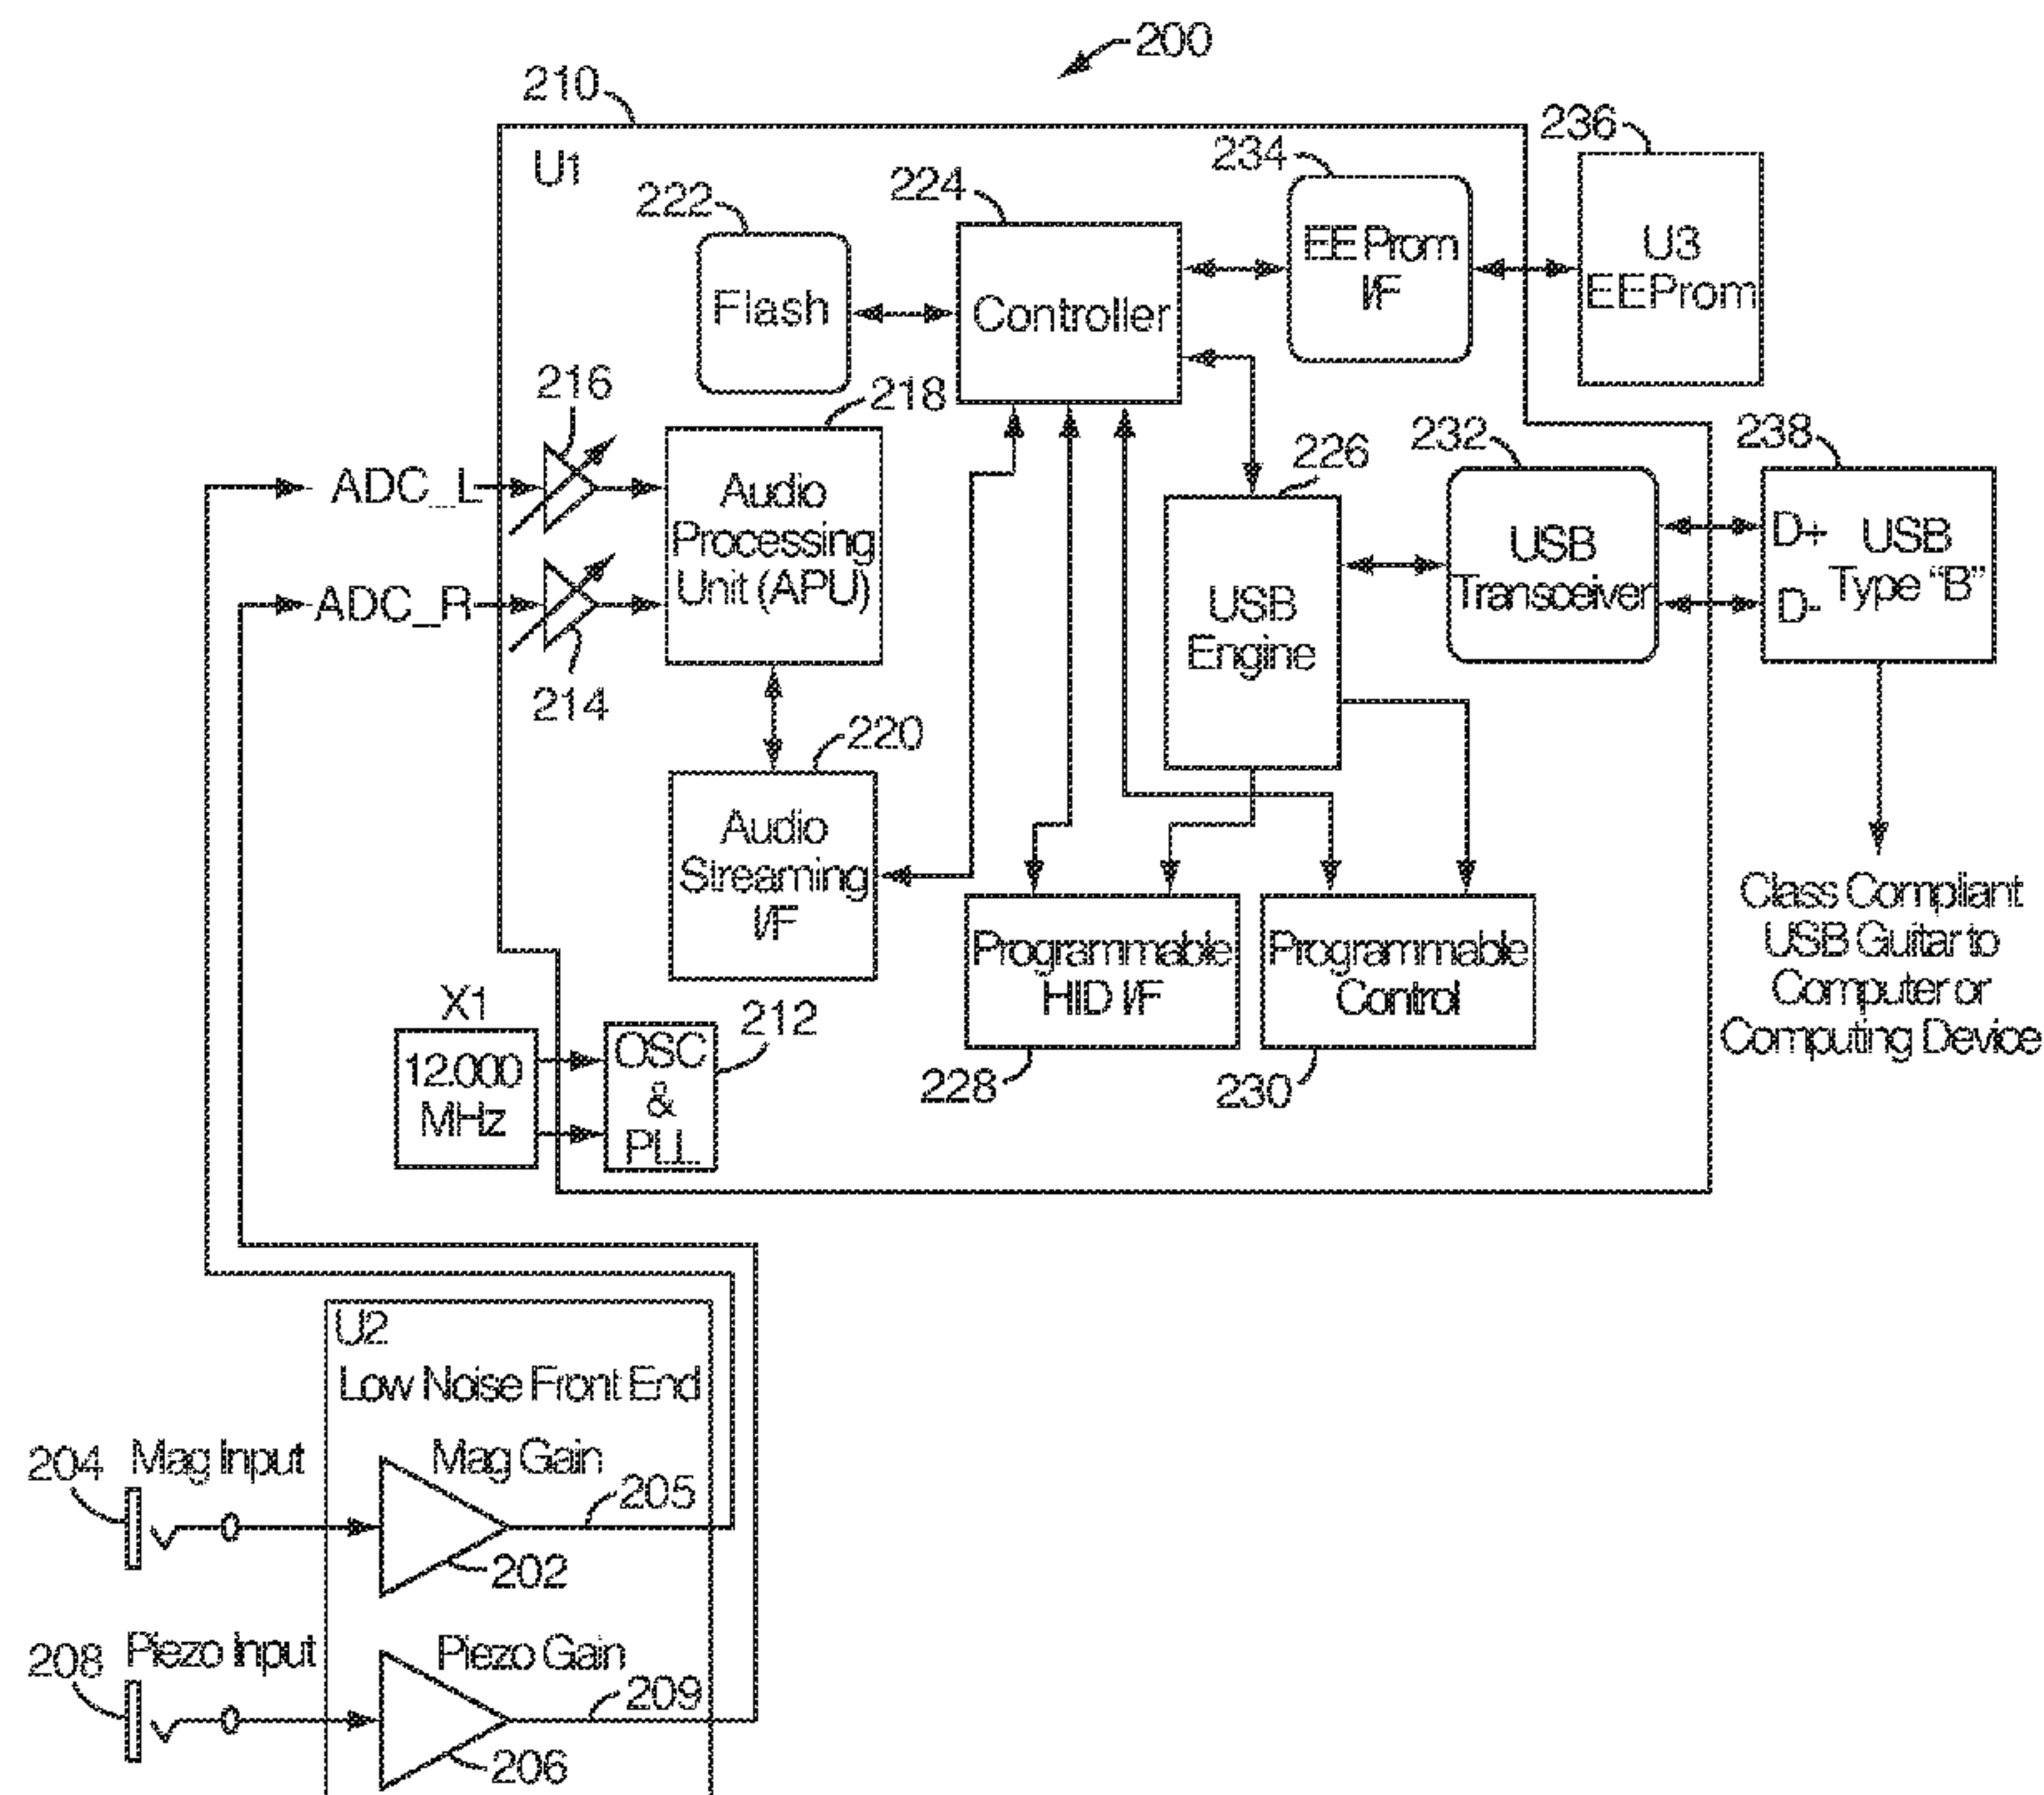 200
210
236
U1
234
224
222
EEProm
I/F
U3
EEProm
Flash
Controller
216
218
232
238
226
ADC_L
Audio
Processing
Unit (APU)
D+
USB
Type "B"
D-
USB
Transceiver
ADC_R
USB
Engine
214
220
Audio
Streaming
I/F
Class Compliant
USB Guitar to
Computer or
Computing Device
Programmable
HID I/F
Programmable
Control
X1
212
12.000
MHz
OSC
&
PLL
228
230
U2
Low Noise Front End
204
Mag Input
Mag Gain
205
202
208
Piezo Input
Piezo Gain
209
206